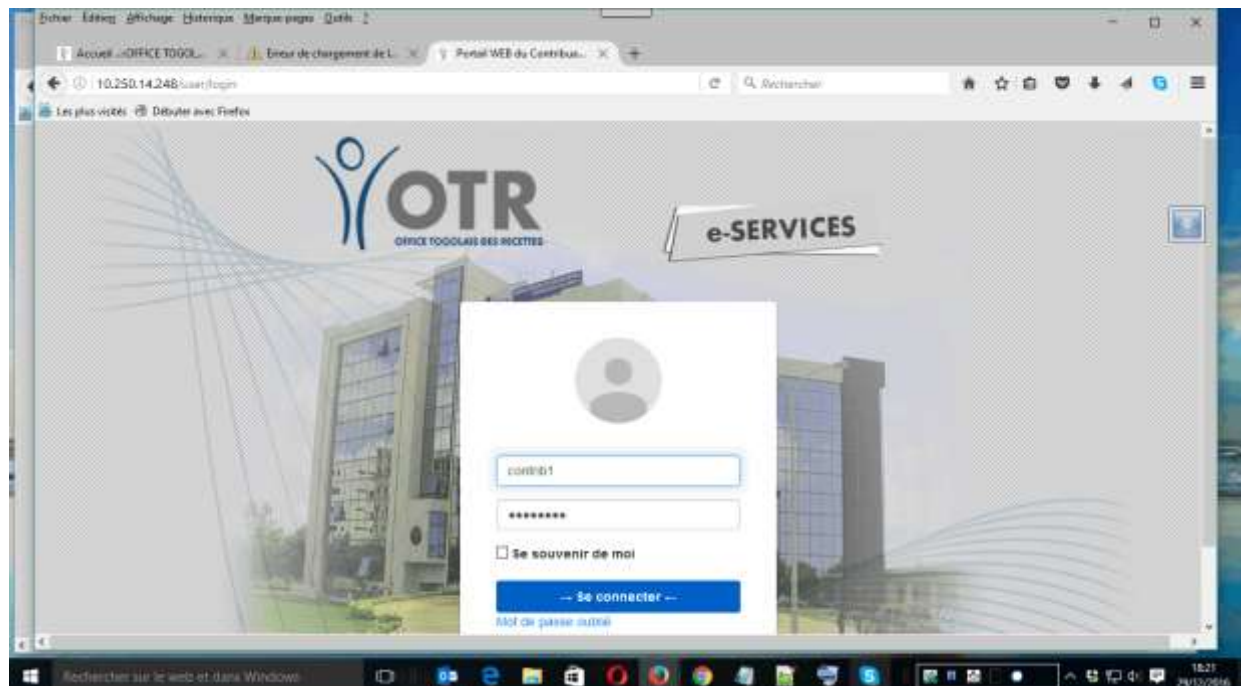 Fichier Édition Affichage Historique Marque-pages Outils ?
Accueil ::OFFICE TOGOL... Erreur de chargement de L... Portail WEB du Contribua...
10.250.14.248/user/login Rechercher
Les plus visités Débuter avec Firefox
OTR
OFFICE TOGOLAIS DES RECETTES
e-SERVICES
contrib1
••••••••
Se souvenir de moi
→ Se connecter ←
Mot de passe oublié
Rechercher sur le web et dans Windows
18:21